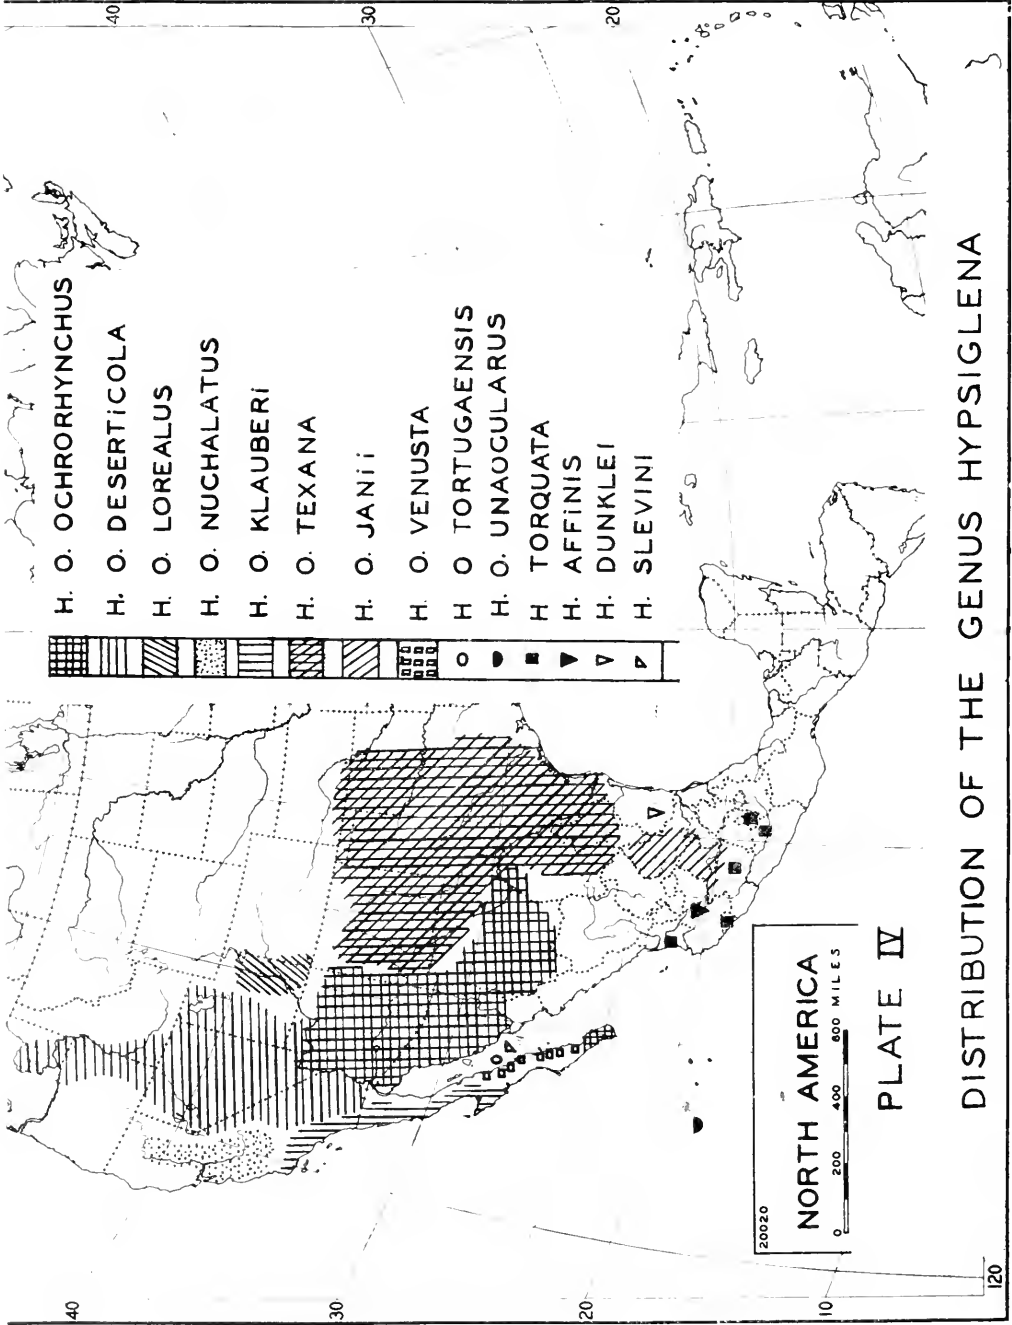 40
30
20
H. O. OCHRORHYNCHUS
H. O. DESERTiCOLA
H. O. LOREALUS
H. O. NUCHALATUS
H. O. KLAUBERi
H. O. TEXANA
H. O. JANii
H. O. VENUSTA
H O TORTUGAENSIS
H. O. UNAOCULARUS
H TORQUATA
H. AFFINIS
H. DUNKLEI
H. SLEVINI
40
30
20
10
120
20020
NORTH AMERICA
0 200 400 600 MILES
PLATE IV
DISTRIBUTION OF THE GENUS HYPSIGLENA